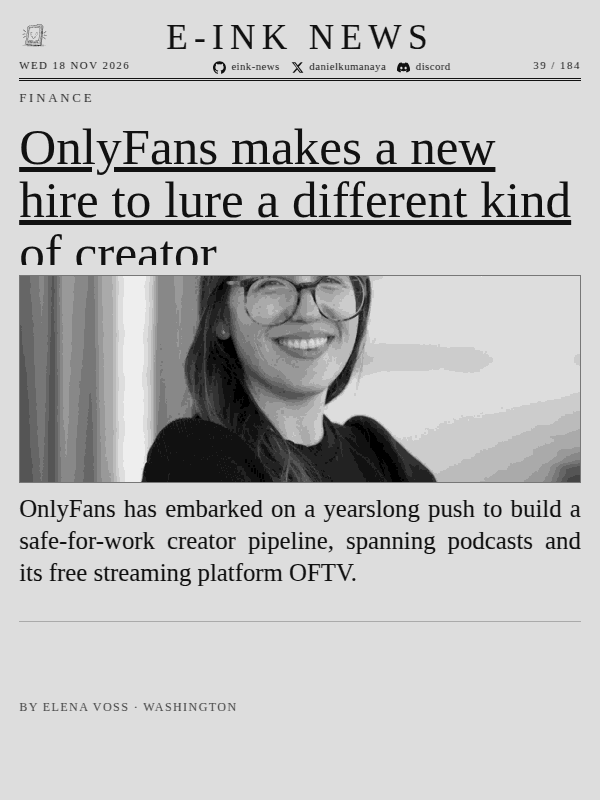 E-INK NEWS
WED 18 NOV 2026
eink-news danielkumanaya discord
39 / 184
FINANCE
OnlyFans makes a new
hire to lure a different kind
of creator
OnlyFans has embarked on a yearslong push to build a
safe-for-work creator pipeline, spanning podcasts and
its free streaming platform OFTV.
BY ELENA VOSS · WASHINGTON